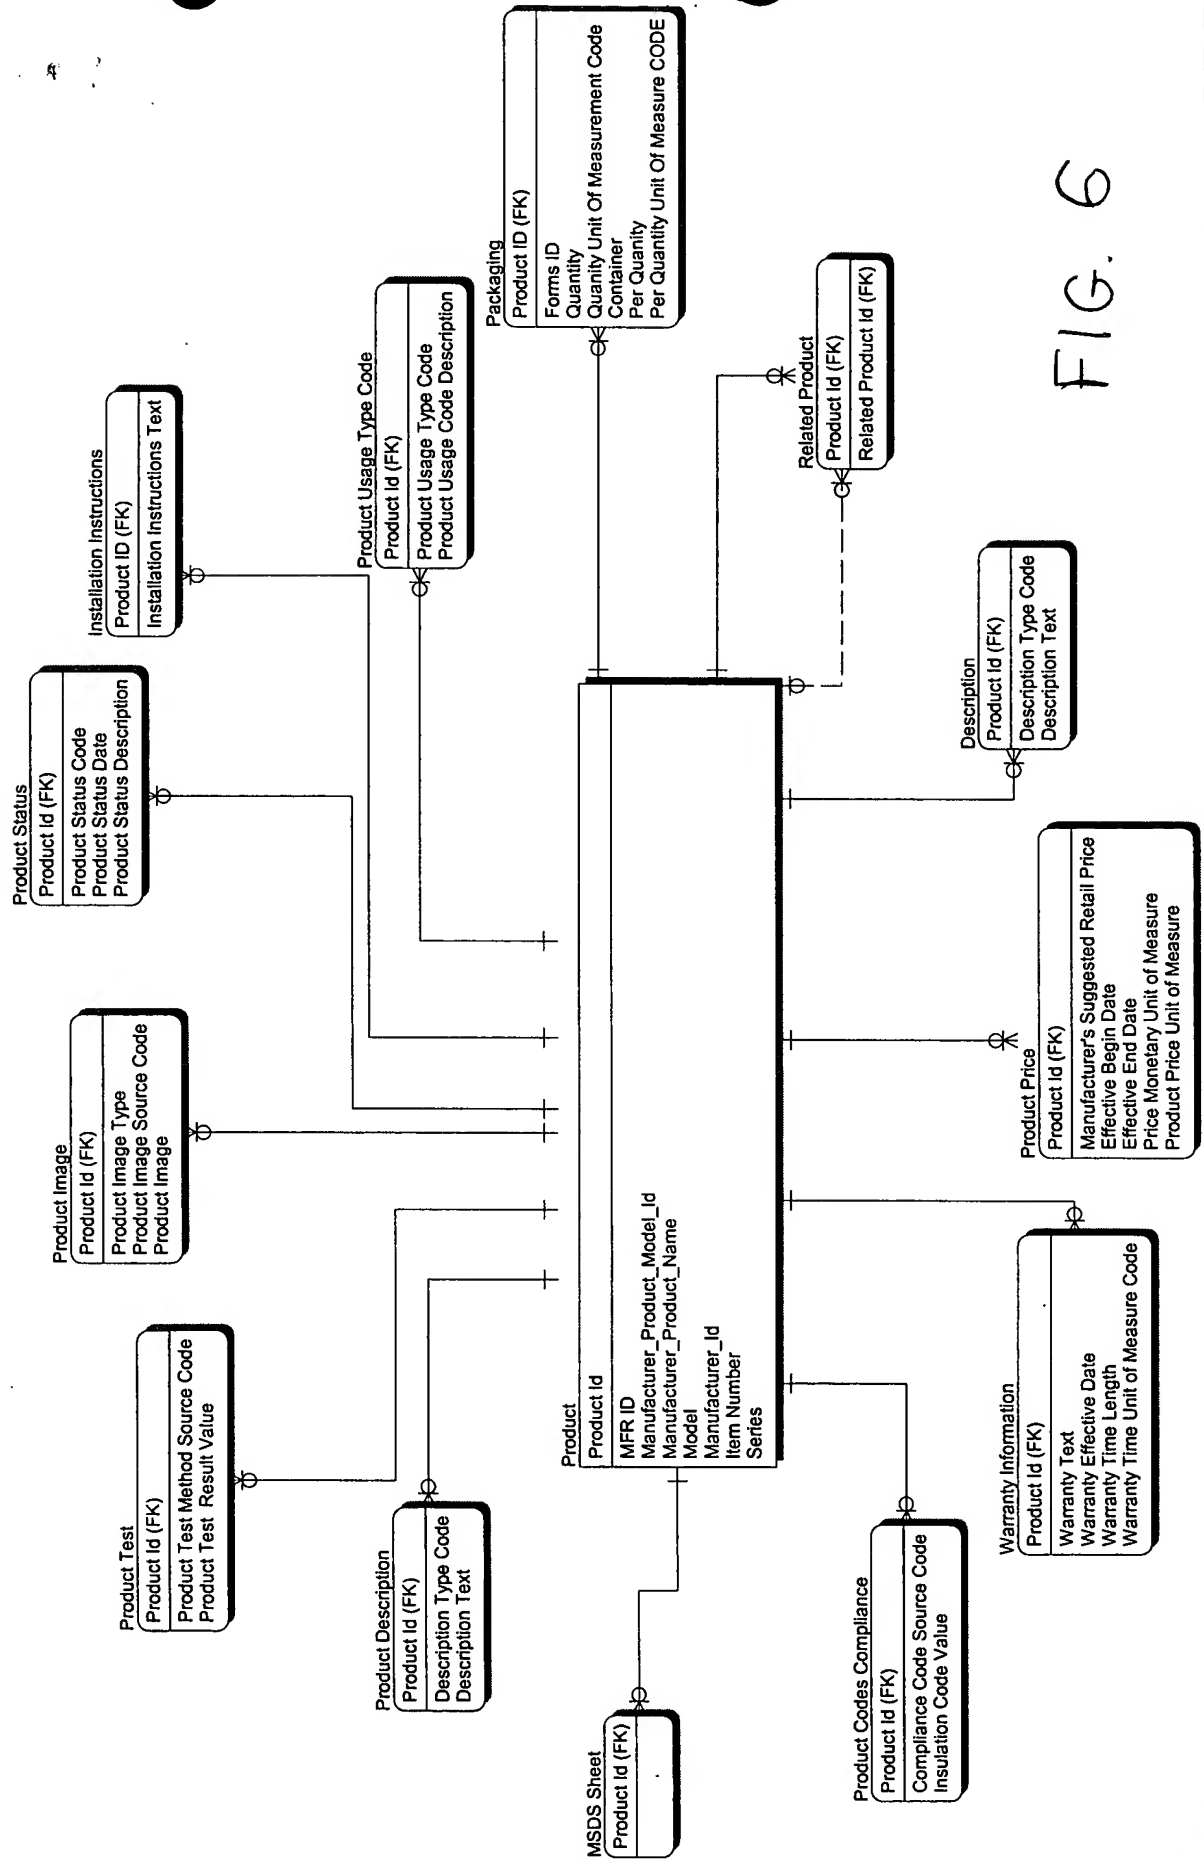 Product Test
Product Id (FK)
Product Test Method Source Code
Product Test Result Value
Product Image
Product Id (FK)
Product Image Type
Product Image Source Code
Product Image
Product Status
Product Id (FK)
Product Status Code
Product Status Date
Product Status Description
Installation Instructions
Product ID (FK)
Installation Instructions Text
Product Description
Product Id (FK)
Description Type Code
Description Text
Product Usage Type Code
Product Id (FK)
Product Usage Type Code
Product Usage Code Description
Packaging
Product ID (FK)
Forms ID
Quantity
Quanity Unit Of Measurement Code
Container
Per Quanity
Per Quantity Unit Of Measure CODE
MSDS Sheet
Product Id (FK)
Product
Product Id
MFR ID
Manufacturer_Product_Model_Id
Manufacturer_Product_Name
Model
Manufacturer_Id
Item Number
Series
Related Product
Product Id (FK)
Related Product Id (FK)
Product Codes Compliance
Product Id (FK)
Compliance Code Source Code
Insulation Code Value
Warranty Information
Product Id (FK)
Warranty Text
Warranty Effective Date
Warranty Time Length
Warranty Time Unit of Measure Code
Product Price
Product Id (FK)
Manufacturer's Suggested Retail Price
Effective Begin Date
Effective End Date
Price Monetary Unit of Measure
Product Price Unit of Measure
Description
Product Id (FK)
Description Type Code
Description Text
FIG. 6